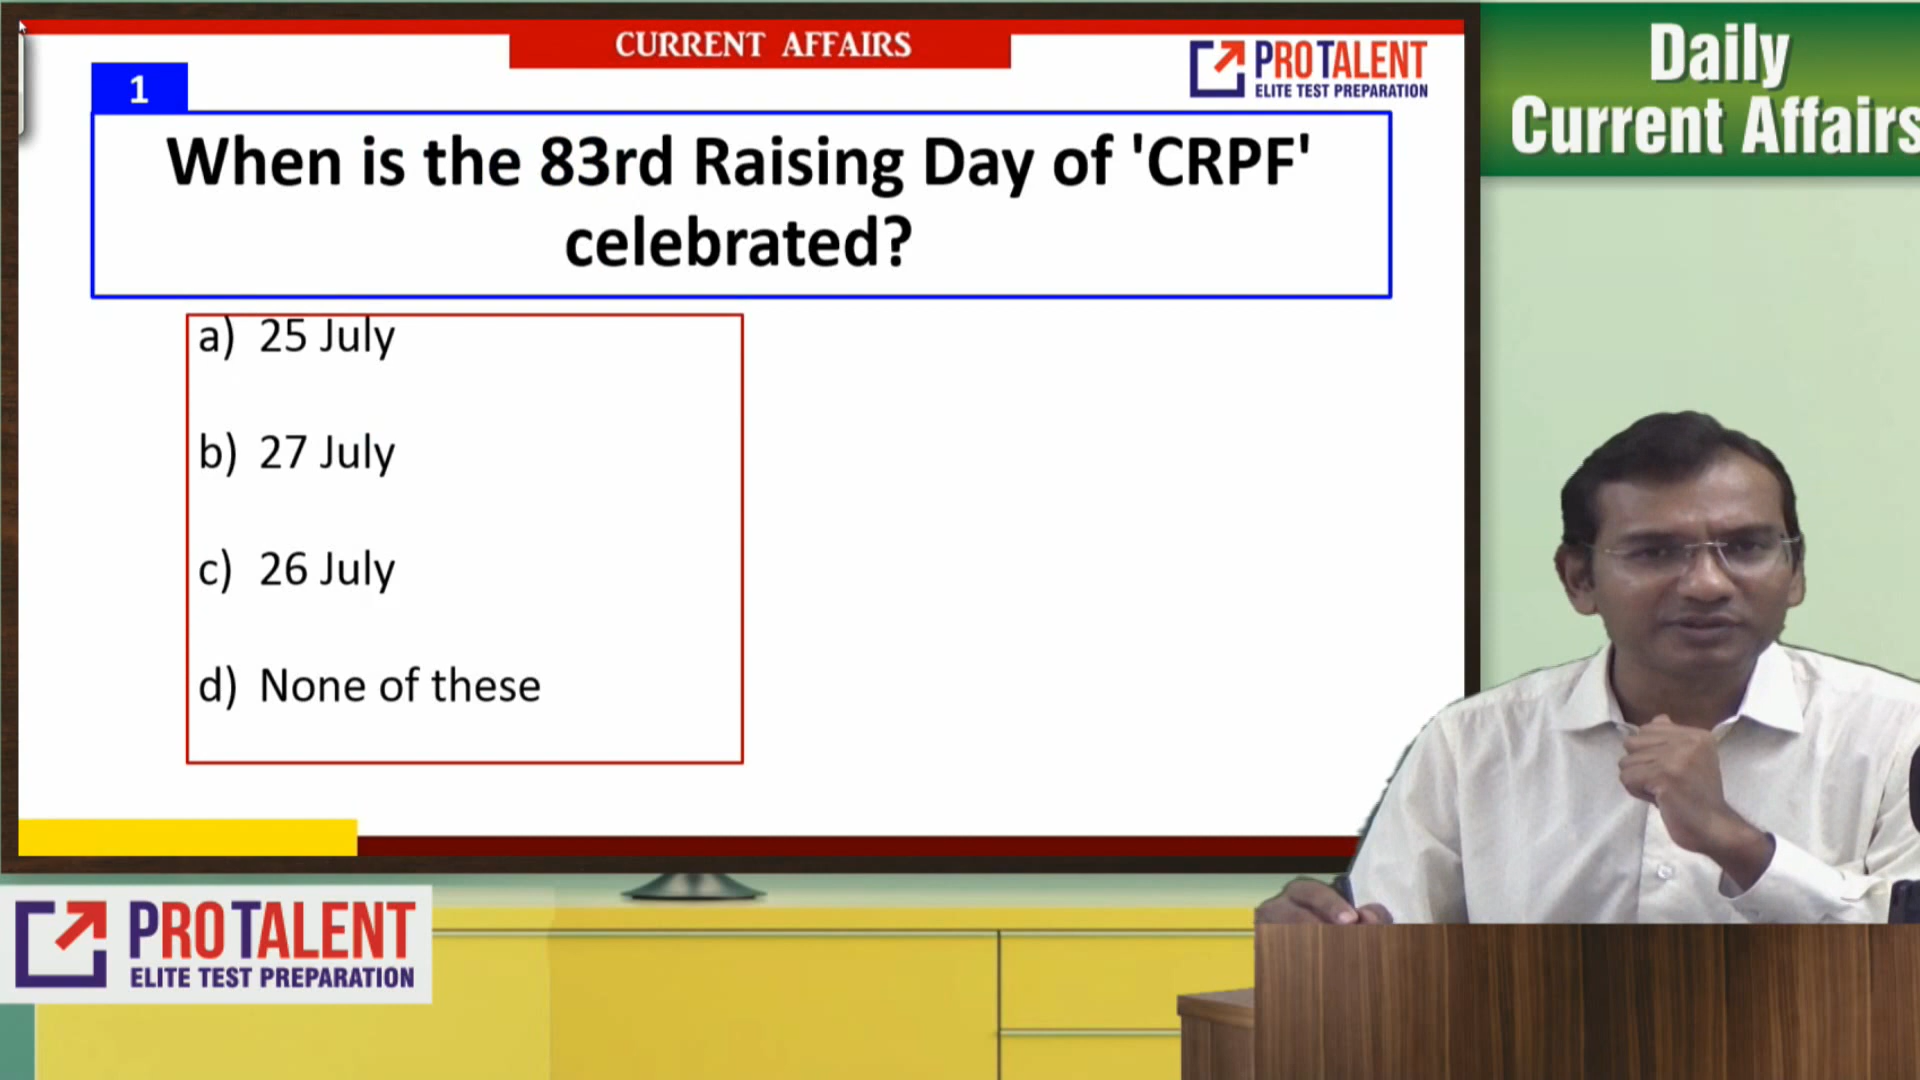 CURRENT AFFAIRS
PROTALENT
ELITE TEST PREPARATION
Daily
Current Affairs
1
When is the 83rd Raising Day of 'CRPF'
celebrated?
a) 25 July
b) 27 July
c) 26 July
d) None of these
PROTALENT
ELITE TEST PREPARATION